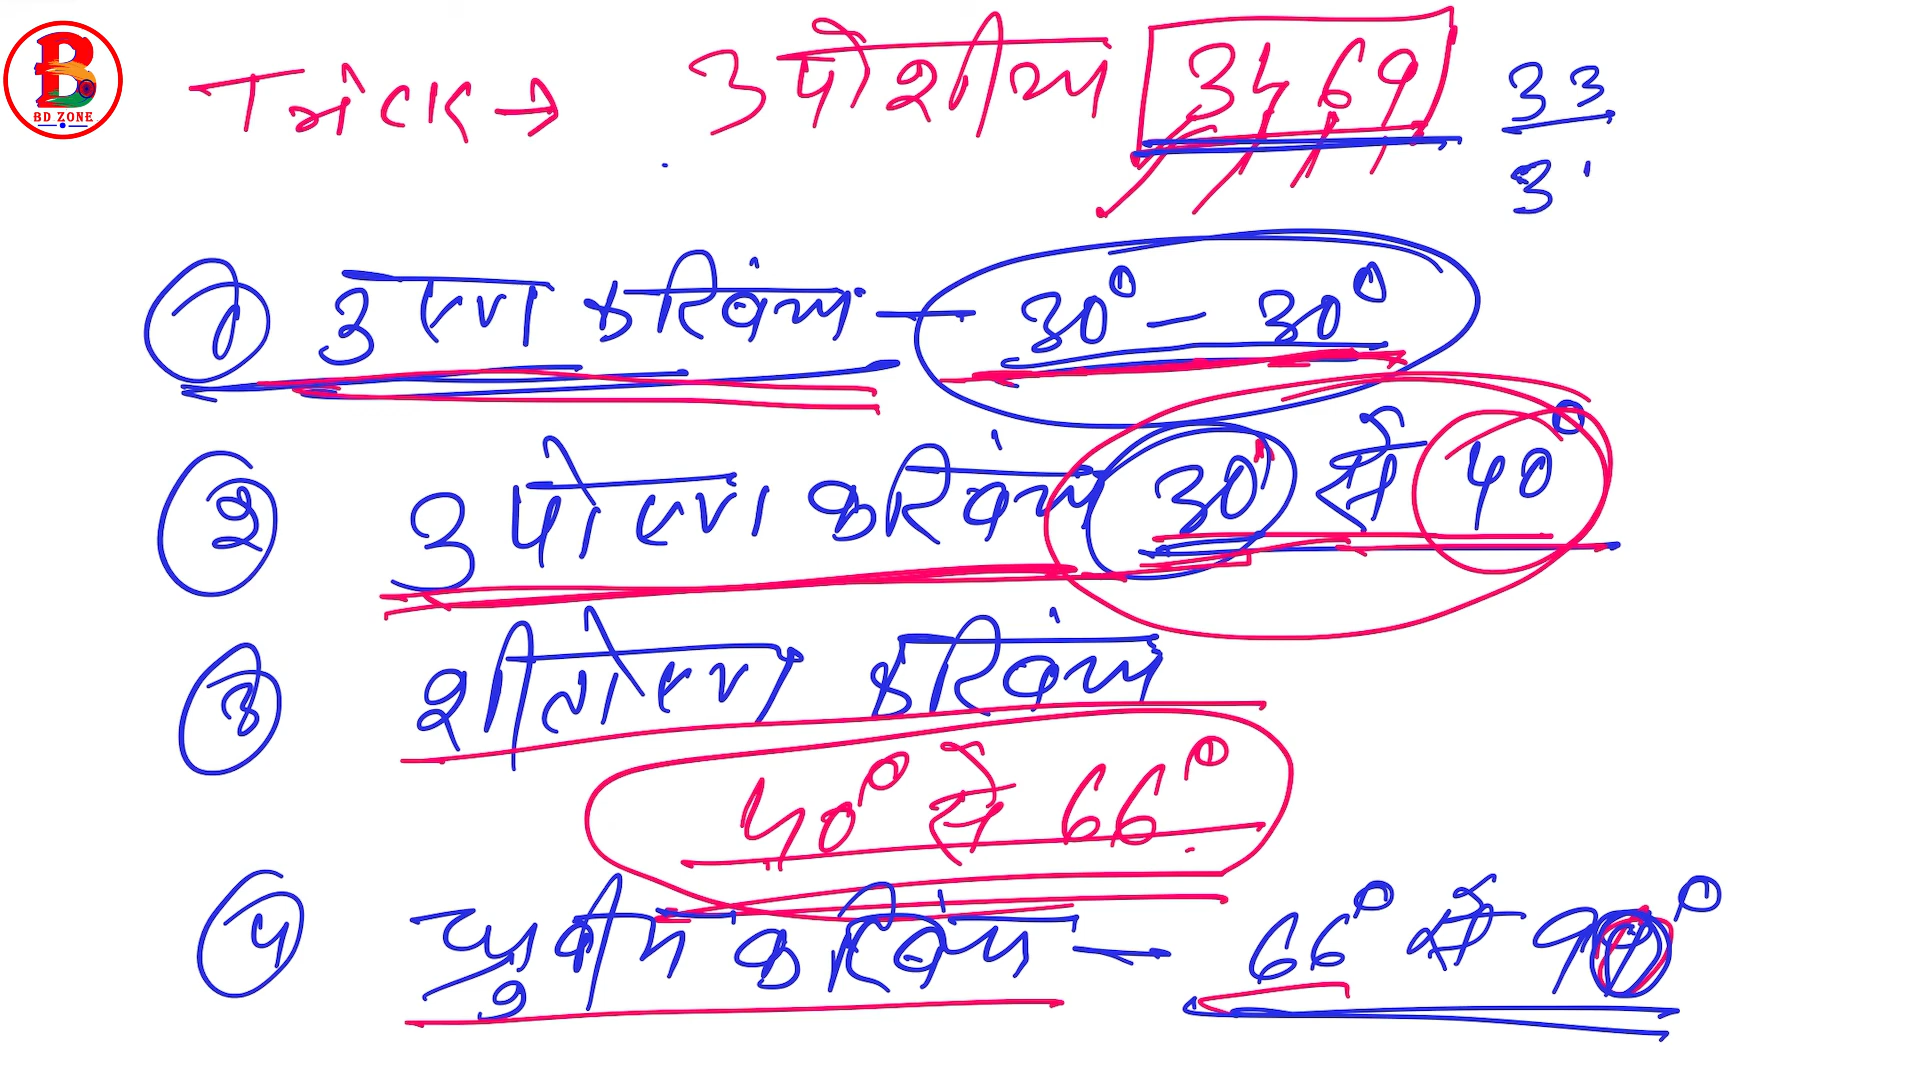 BD ZONE
Trick → उपोशीध्रु 3469 33
3
① उष्ण कटिबंध — 30° – 30°
② उपोष्ण कटिबंध 30° से 40°
③ शीतोष्ण कटिबंध
40° से 66°
④ ध्रुवीय कटिबंध — 66° से 90°